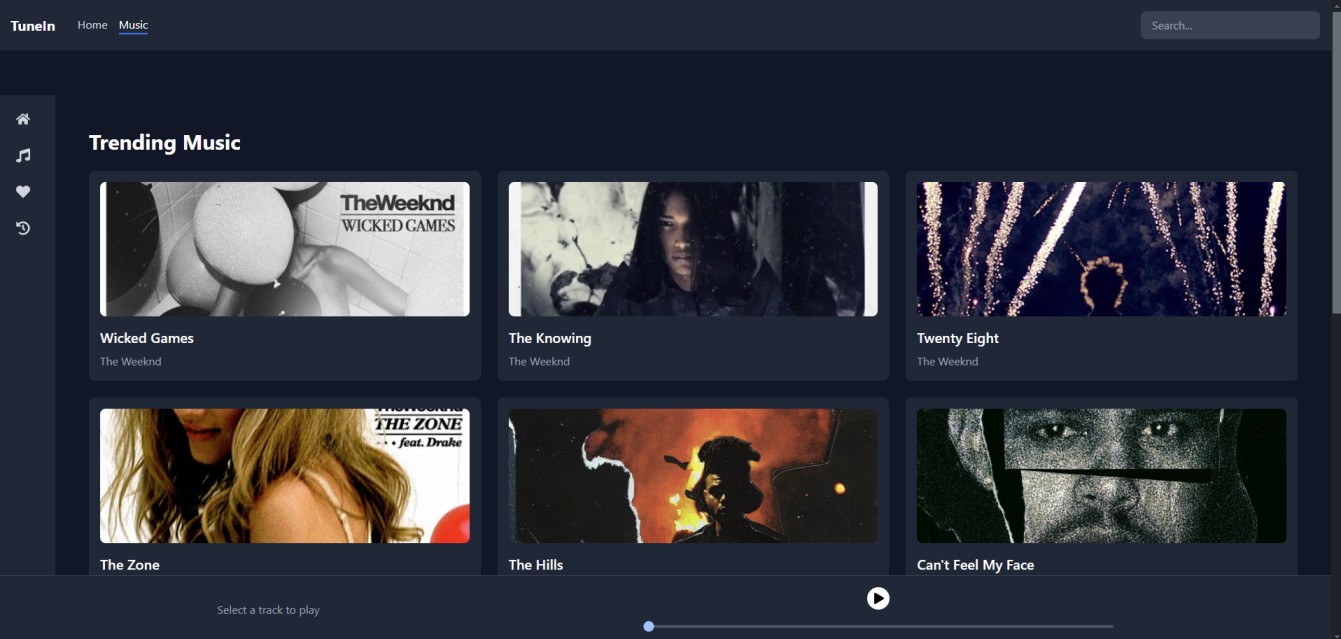 TuneIn
Home
Music
Search...
Trending Music
TheWeeknd
WICKED GAMES
Wicked Games
The Weeknd
The Knowing
The Weeknd
Twenty Eight
The Weeknd
TheWeeknd
THE ZONE
feat. Drake
The Zone
The Hills
Can't Feel My Face
Select a track to play